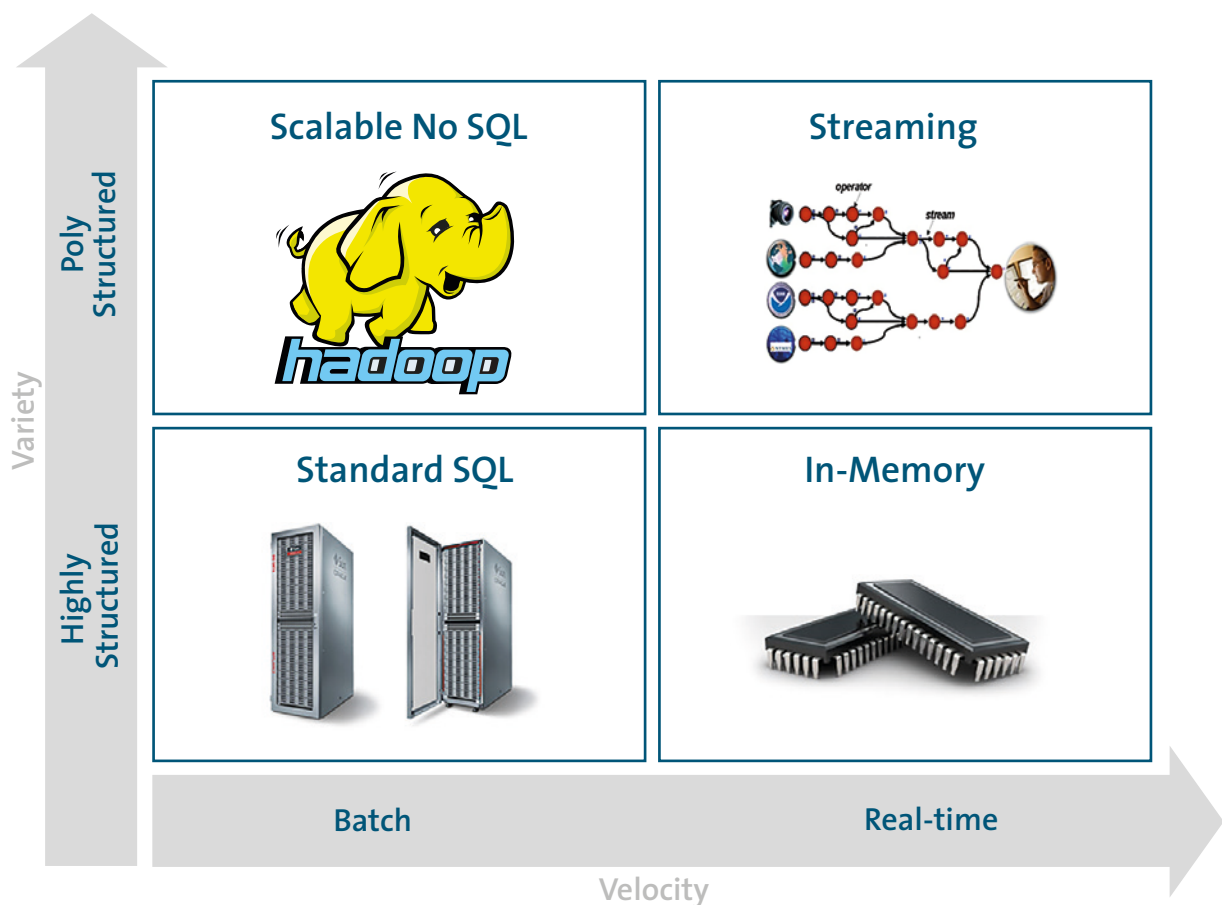 Scalable No SQL
hadoop
Streaming
operator
stream
Poly
Structured
Variety
Highly
Structured
Standard SQL
In-Memory
Batch
Real-time
Velocity